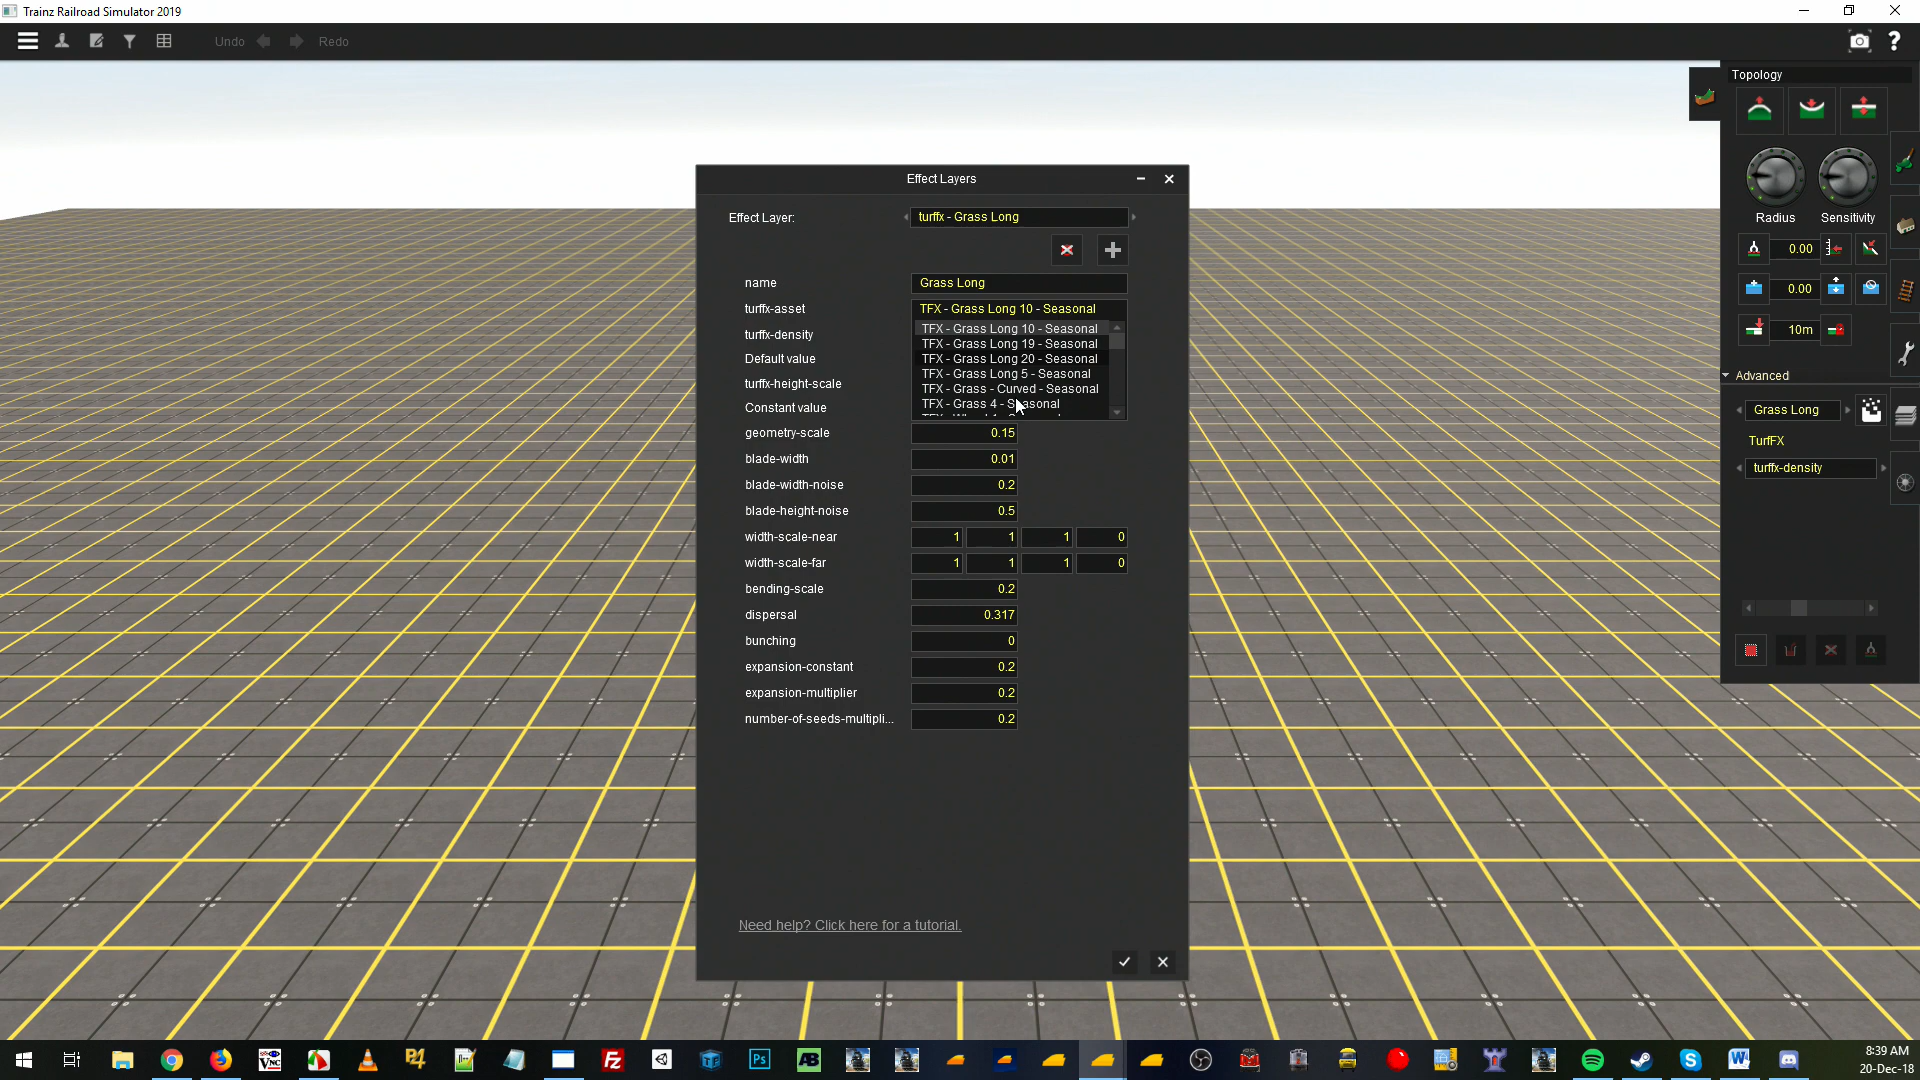 Trainz Railroad Simulator 2019
Undo
Redo
Topology
Radius
Sensitivity
0.00
0.00
10m
Advanced
Grass Long
TurfFX
turffx-density
Effect Layers
Effect Layer:
turffx - Grass Long
name
Grass Long
turffx-asset
TFX - Grass Long 10 - Seasonal
TFX - Grass Long 10 - Seasonal
TFX - Grass Long 19 - Seasonal
TFX - Grass Long 20 - Seasonal
TFX - Grass Long 5 - Seasonal
TFX - Grass - Curved - Seasonal
TFX - Grass 4 - Seasonal
turffx-density
Default value
turffx-height-scale
Constant value
geometry-scale 0.15
blade-width 0.01
blade-width-noise 0.2
blade-height-noise 0.5
width-scale-near 1 1 1 0
width-scale-far 1 1 1 0
bending-scale 0.2
dispersal 0.317
bunching 0
expansion-constant 0.2
expansion-multiplier 0.2
number-of-seeds-multipli... 0.2
Need help? Click here for a tutorial.
8:39 AM
20-Dec-18